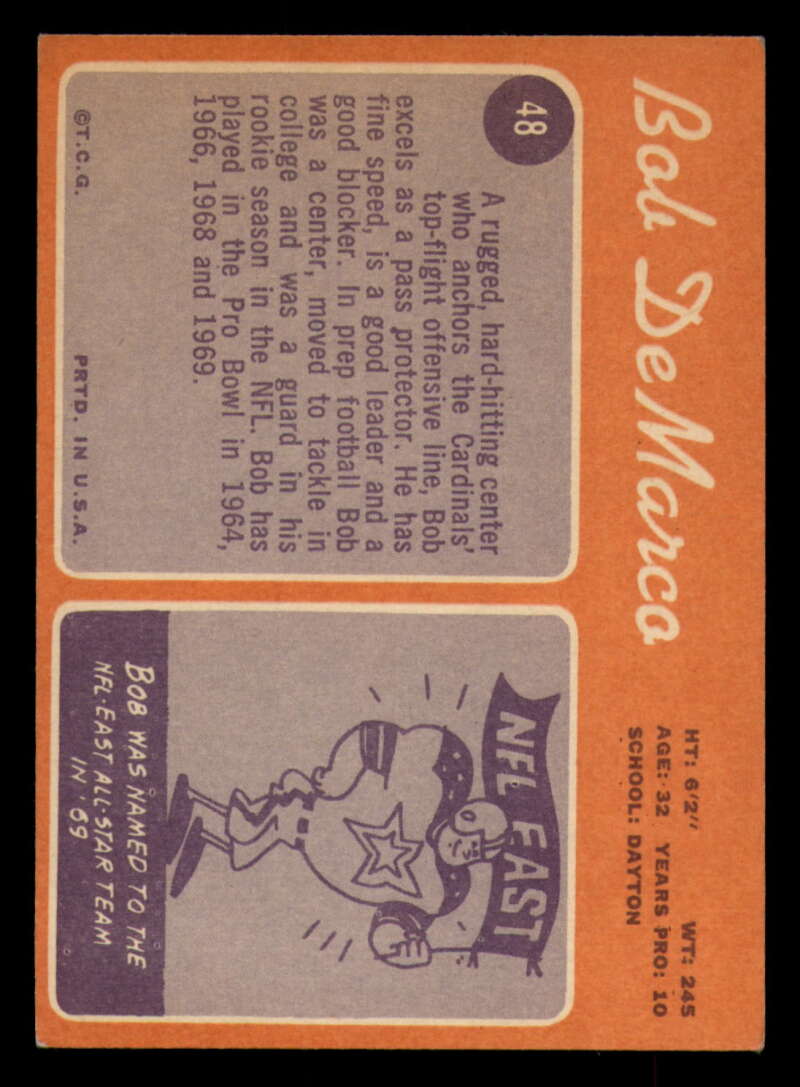 Bob DeMarco
HT: 6'2" WT: 245
AGE: 32 YEARS PRO: 10
SCHOOL: DAYTON
48
A rugged, hard-hitting center
who anchors the Cardinals'
top-flight offensive line, Bob
excels as a pass protector. He has
fine speed, is a good leader and a
good blocker. In prep football Bob
was a center, moved to tackle in
college and was a guard in his
rookie season in the NFL. Bob has
played in the Pro Bowl in 1964,
1966, 1968 and 1969.
©T.C.G. PRTD. IN U.S.A.
NFL EAST
BOB WAS NAMED TO THE
NFL-EAST ALL-STAR TEAM
IN '69